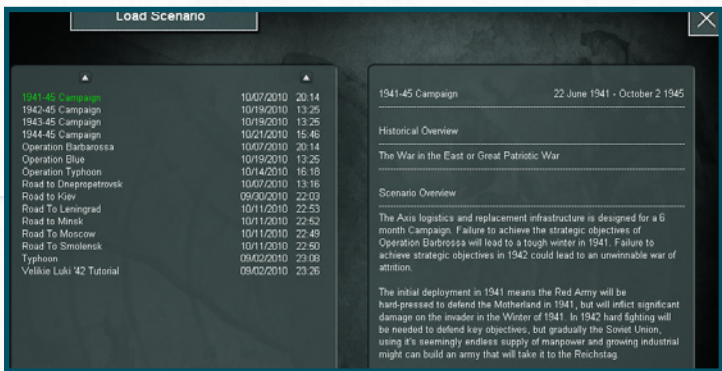 Load Scenario
1941-45 Campaign 10/07/2010 20:14
1942-45 Campaign 10/19/2010 13:25
1943-45 Campaign 10/19/2010 13:25
1944-45 Campaign 10/21/2010 15:46
Operation Barbarossa 10/07/2010 20:14
Operation Blue 10/19/2010 13:25
Operation Typhoon 10/14/2010 16:18
Road to Dnepropetrovsk 10/07/2010 13:16
Road to Kiev 09/30/2010 22:03
Road To Leningrad 10/11/2010 22:53
Road to Minsk 10/11/2010 22:52
Road To Moscow 10/11/2010 22:49
Road To Smolensk 10/11/2010 22:50
Typhoon 09/02/2010 23:08
Velikie Luki '42 Tutorial 09/02/2010 23:26
1941-45 Campaign 22 June 1941 - October 2 1945
Historical Overview
The War in the East or Great Patriotic War
Scenario Overview
The Axis logistics and replacement infrastructure is designed for a 6
month Campaign. Failure to achieve the strategic objectives of
Operation Barbrossa will lead to a tough winter in 1941. Failure to
achieve strategic objectives in 1942 could lead to an unwinnable war of
attrition.
The initial deployment in 1941 means the Red Army will be
hard-pressed to defend the Motherland in 1941, but will inflict significant
damage on the invader in the Winter of 1941. In 1942 hard fighting will
be needed to defend key objectives, but gradually the Soviet Union,
using it's seemingly endless supply of manpower and growing industrial
might can build an army that will take it to the Reichstag.